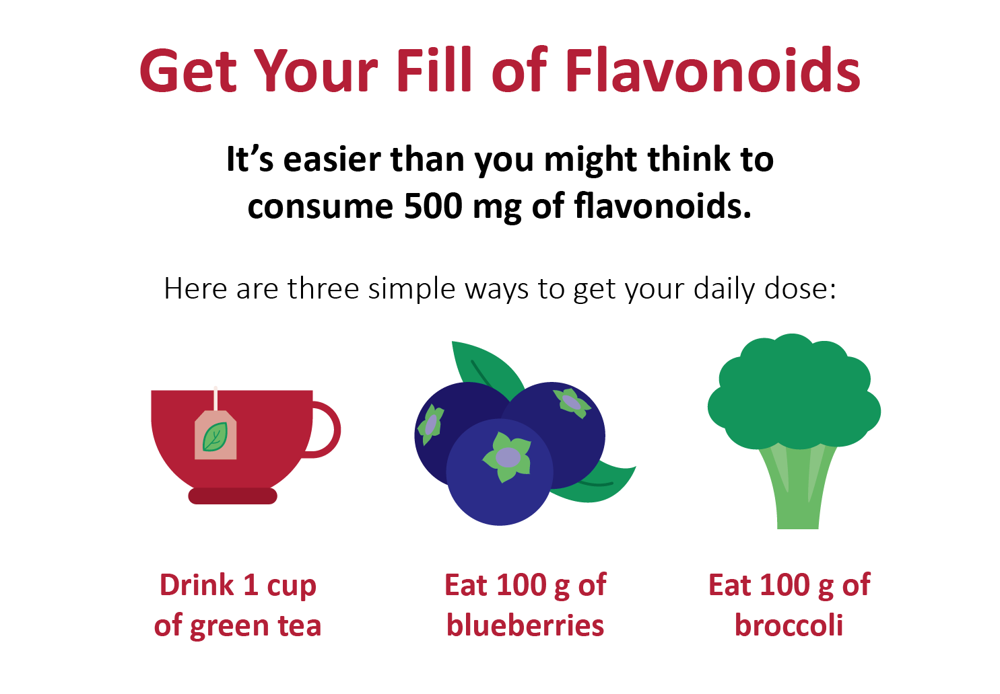 Get Your Fill of Flavonoids
It’s easier than you might think to
consume 500 mg of flavonoids.
Here are three simple ways to get your daily dose:
Drink 1 cup
of green tea
Eat 100 g of
blueberries
Eat 100 g of
broccoli